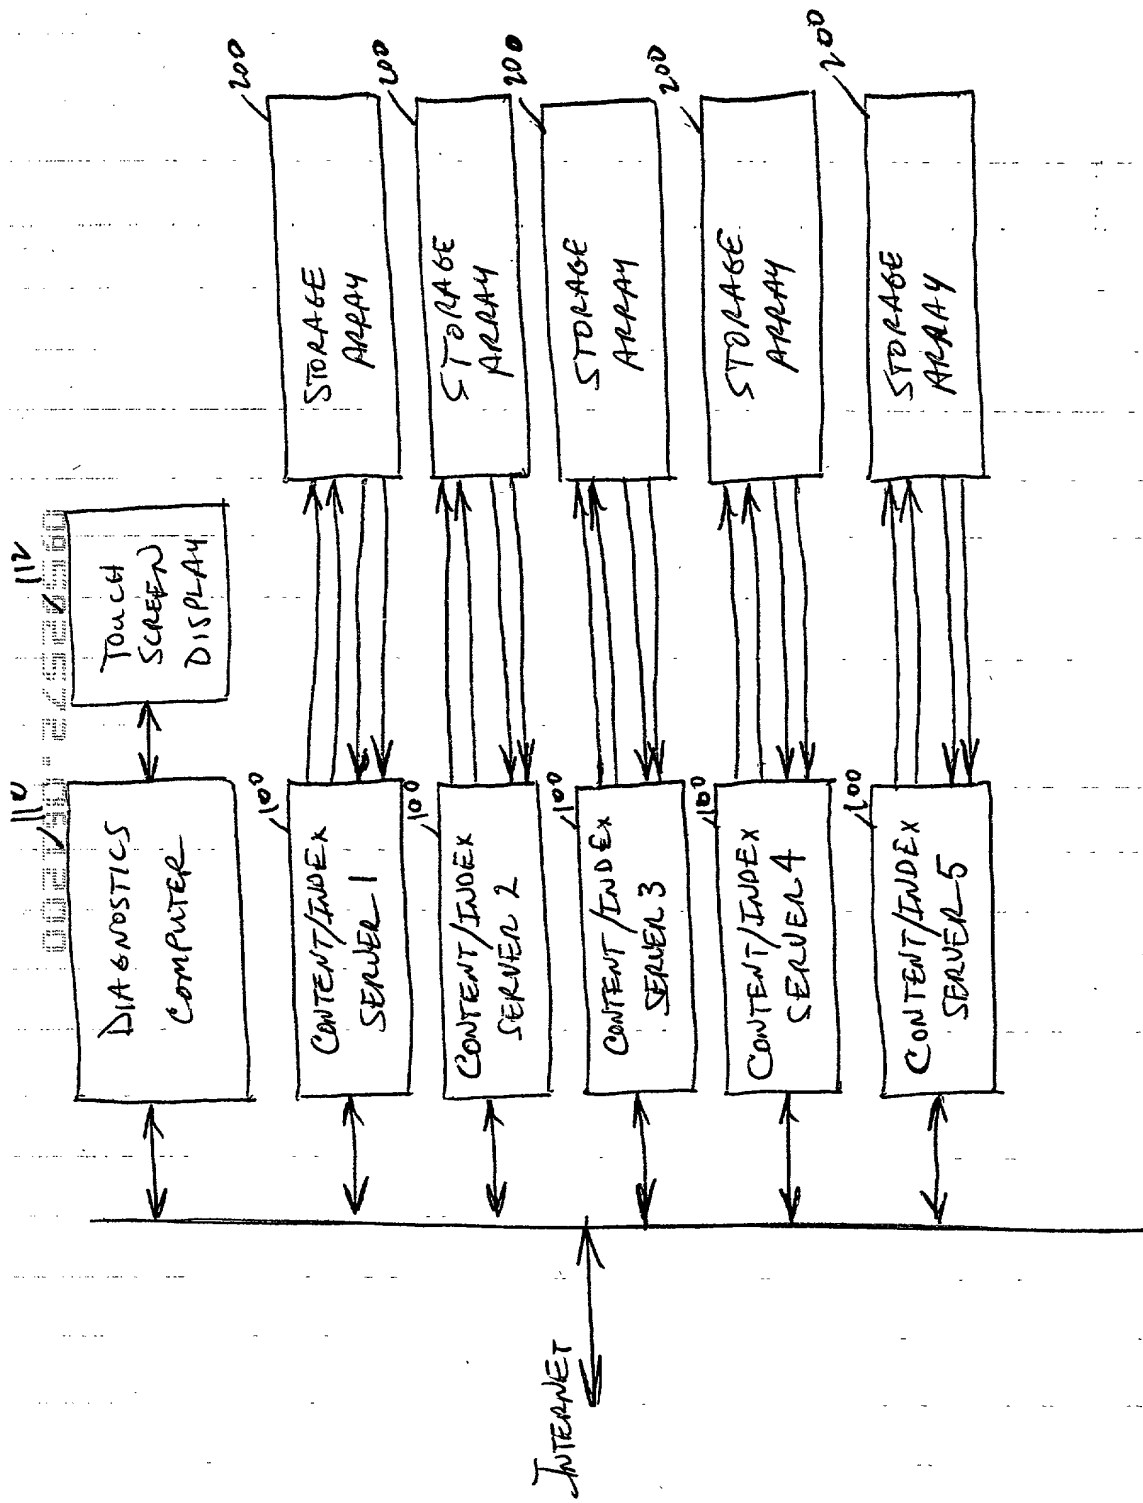 110
112
DIAGNOSTICS
COMPUTER
TOUCH
SCREEN
DISPLAY
100
200
CONTENT/INDEX
SERVER 1
STORAGE
ARRAY
100
200
CONTENT/INDEX
SERVER 2
STORAGE
ARRAY
100
200
INTERNET
CONTENT/INDEX
SERVER 3
STORAGE
ARRAY
100
200
CONTENT/INDEX
SERVER 4
STORAGE
ARRAY
100
200
CONTENT/INDEX
SERVER 5
STORAGE
ARRAY